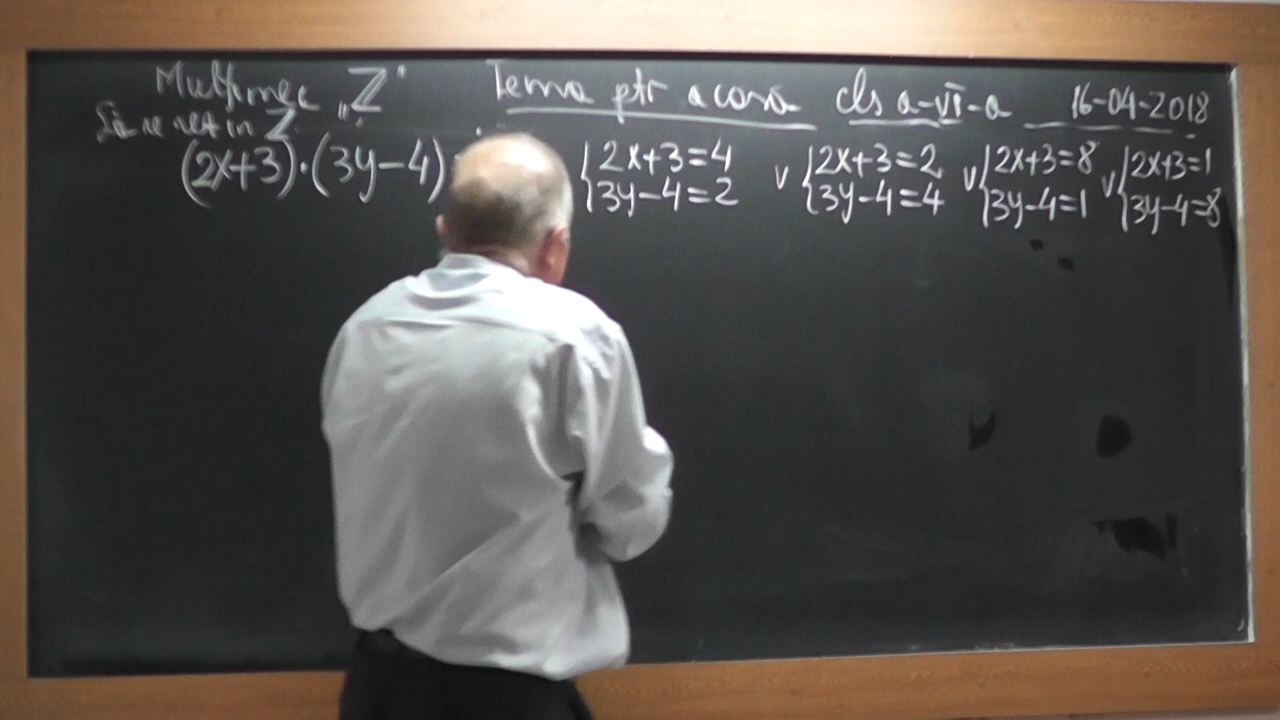 Mulțimea „Z" Tema ptr acasă cls a-VI-a 16-04-2018
Să se rez în Z.
(2x+3)·(3y-4) {2x+3=4 v {2x+3=2 v {2x+3=8 v {2x+3=1
{3y-4=2 {3y-4=4 {3y-4=1 {3y-4=8